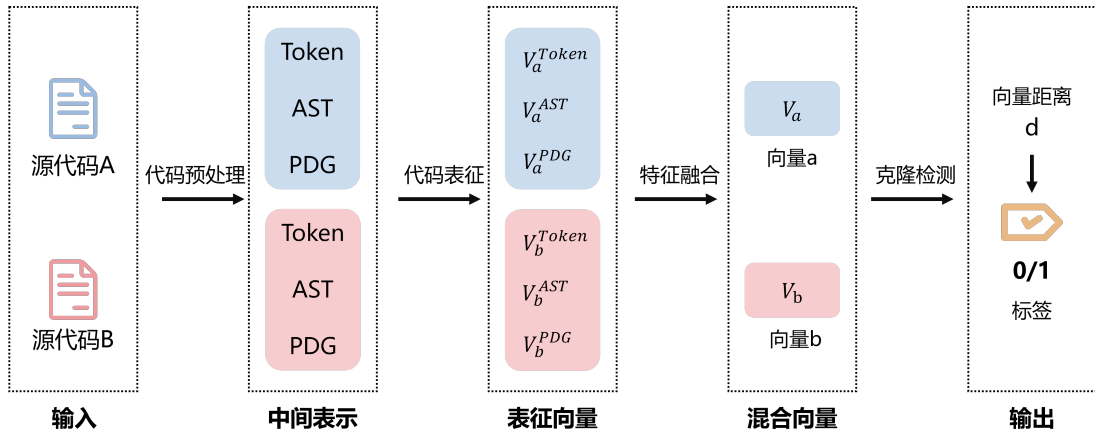 源代码A
源代码B
输入
代码预处理
Token
AST
PDG
Token
AST
PDG
中间表示
代码表征
V_a^{Token}
V_a^{AST}
V_a^{PDG}
V_b^{Token}
V_b^{AST}
V_b^{PDG}
表征向量
特征融合
V_a
向量a
V_b
向量b
混合向量
克隆检测
向量距离
d
0/1
标签
输出